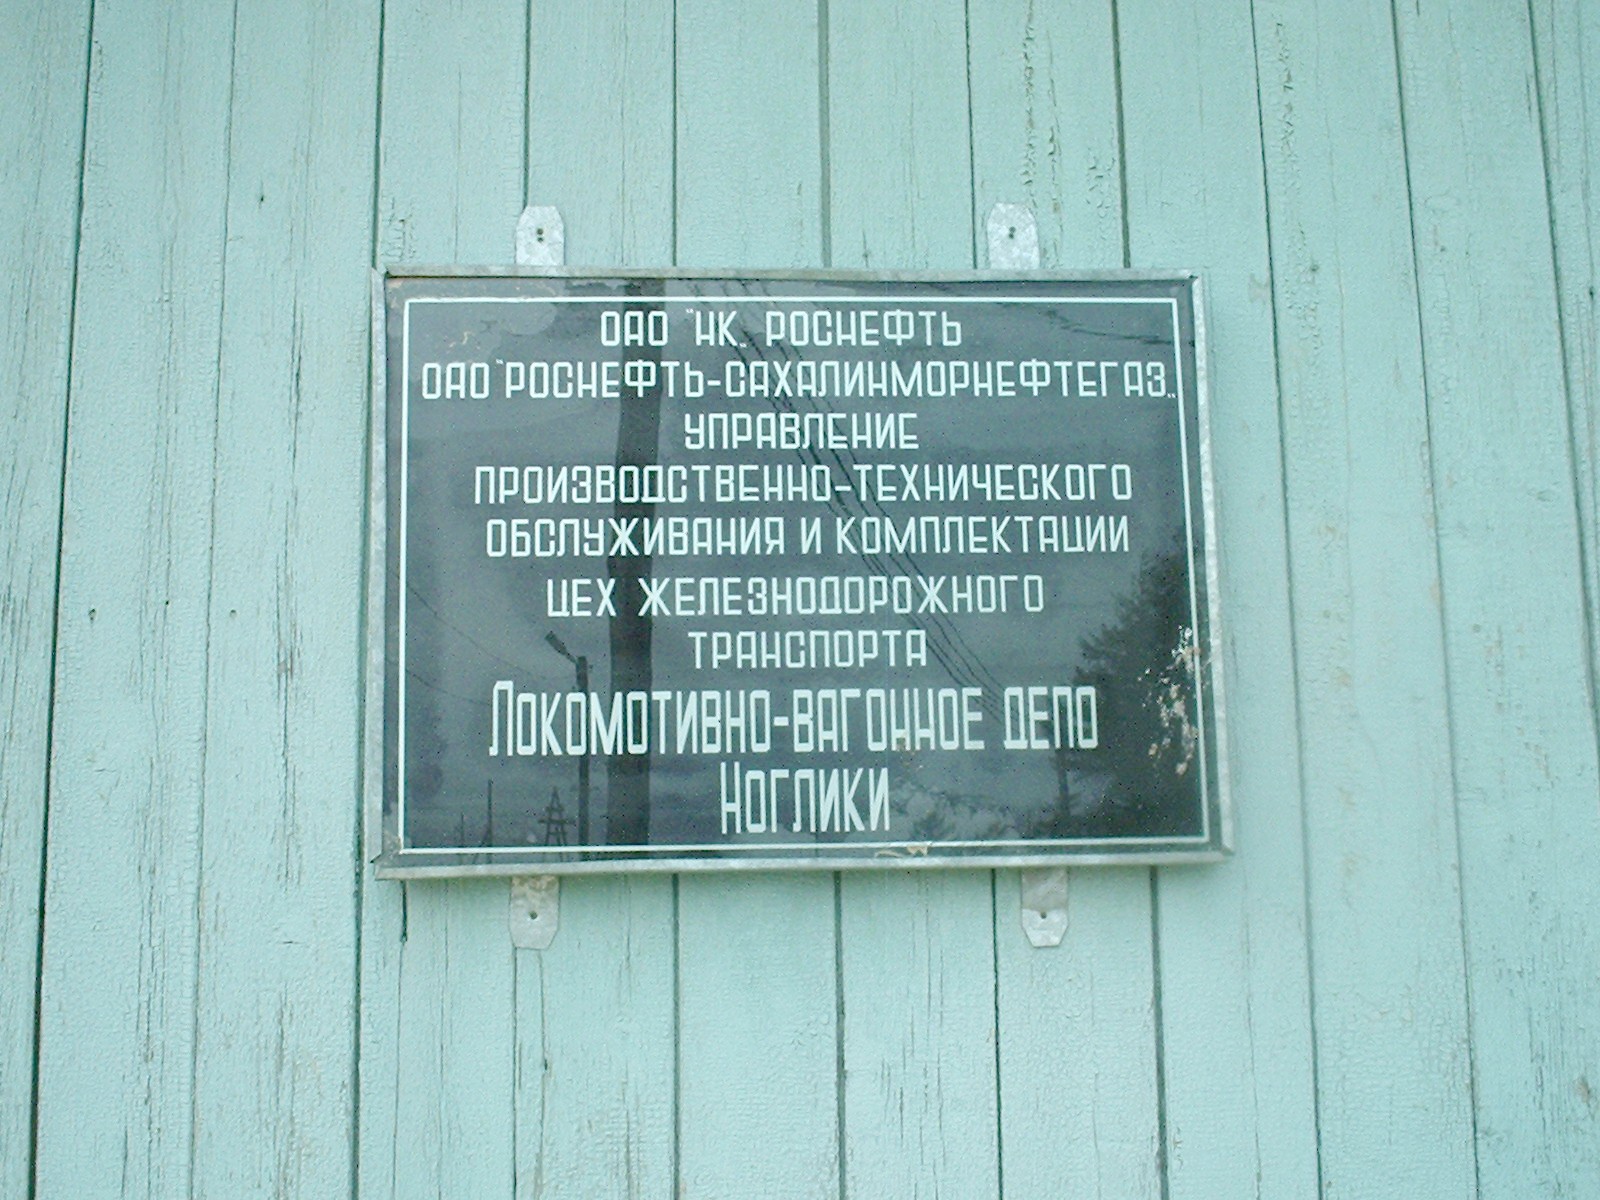 ОАО "НК„ РОСНЕФТЬ
ОАО "РОСНЕФТЬ-САХАЛИНМОРНЕФТЕГАЗ„
УПРАВЛЕНИЕ
ПРОИЗВОДСТВЕННО-ТЕХНИЧЕСКОГО
ОБСЛУЖИВАНИЯ И КОМПЛЕКТАЦИИ
ЦЕХ ЖЕЛЕЗНОДОРОЖНОГО
ТРАНСПОРТА
ЛОКОМОТИВНО-ВАГОННОЕ ДЕПО
НОГЛИКИ